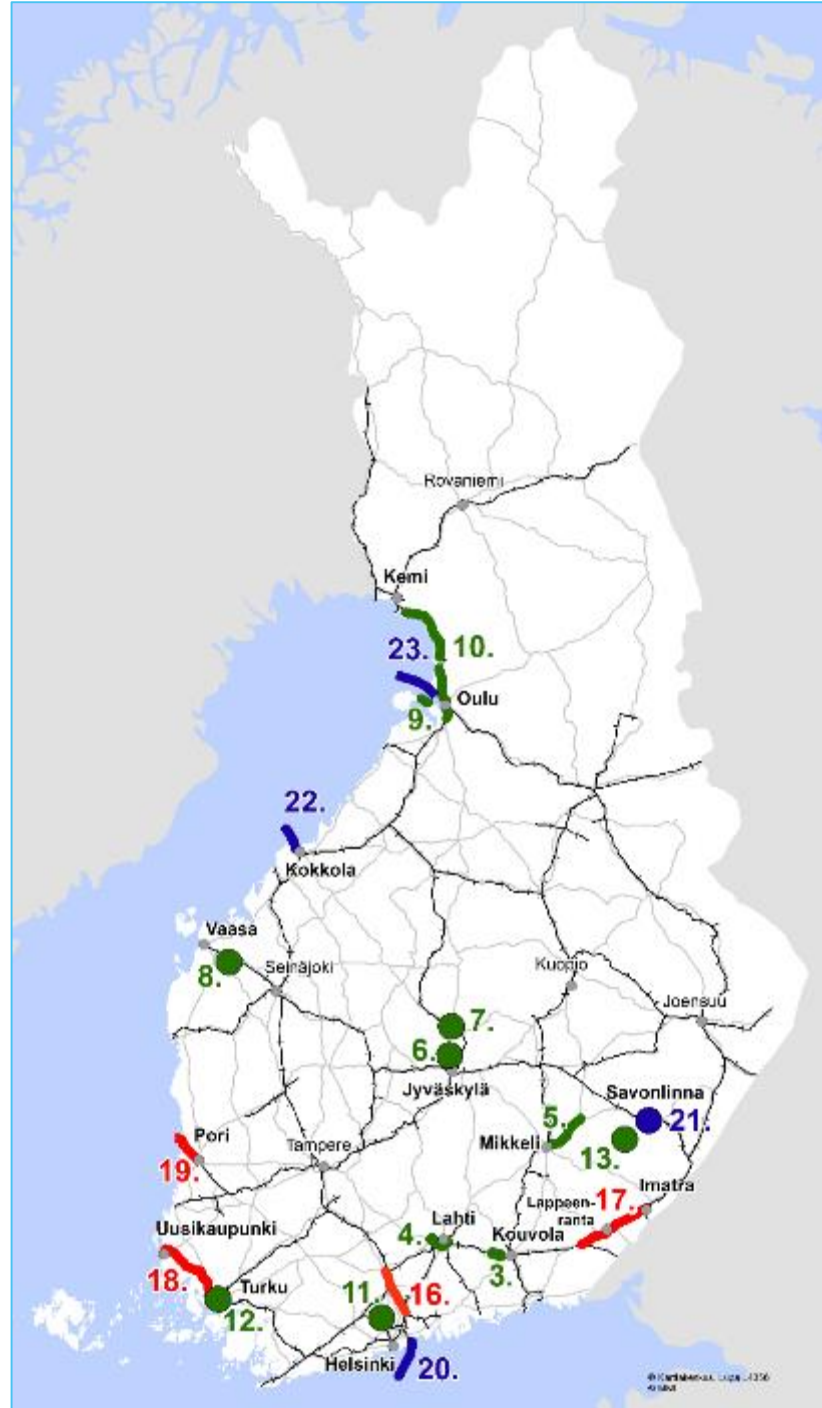 Rovaniemi
Kemi
23.
10.
Oulu
9.
22.
Kokkola
Vaasa
8.
Seinäjoki
Kuopio
Joensuu
7.
6.
Jyväskylä
Savonlinna
5.
21.
Mikkeli
13.
Pori
Tampere
19.
Imatra
17.
Lappeen-
ranta
Lahti
4.
Kouvola
3.
Uusikaupunki
18.
Turku
12.
11.
16.
Helsinki
20.